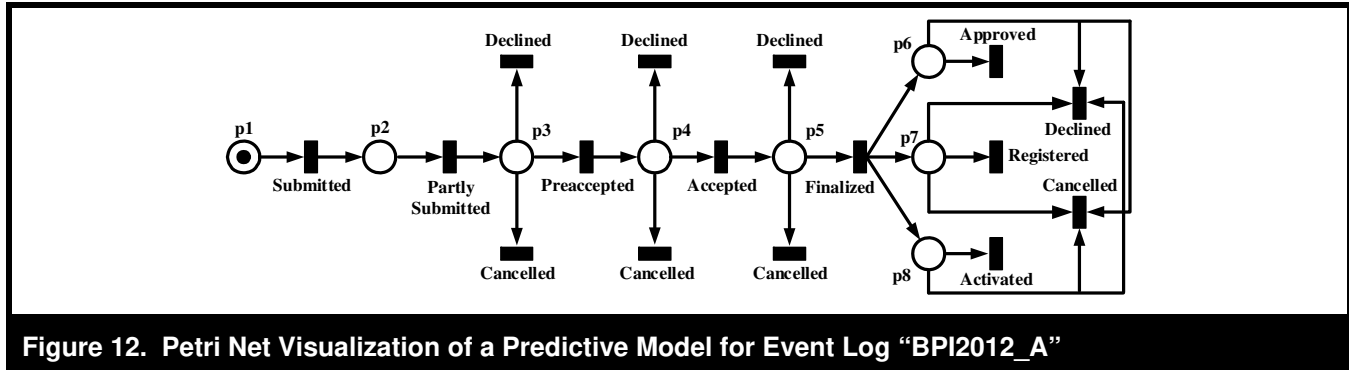 Declined
Declined
Declined
p6
Approved
p1
p2
p3
p4
p5
p7
Declined
Submitted
Partly
Submitted
Preaccepted
Accepted
Finalized
Registered
Cancelled
Cancelled
Cancelled
Cancelled
p8
Activated
Figure 12. Petri Net Visualization of a Predictive Model for Event Log “BPI2012_A”